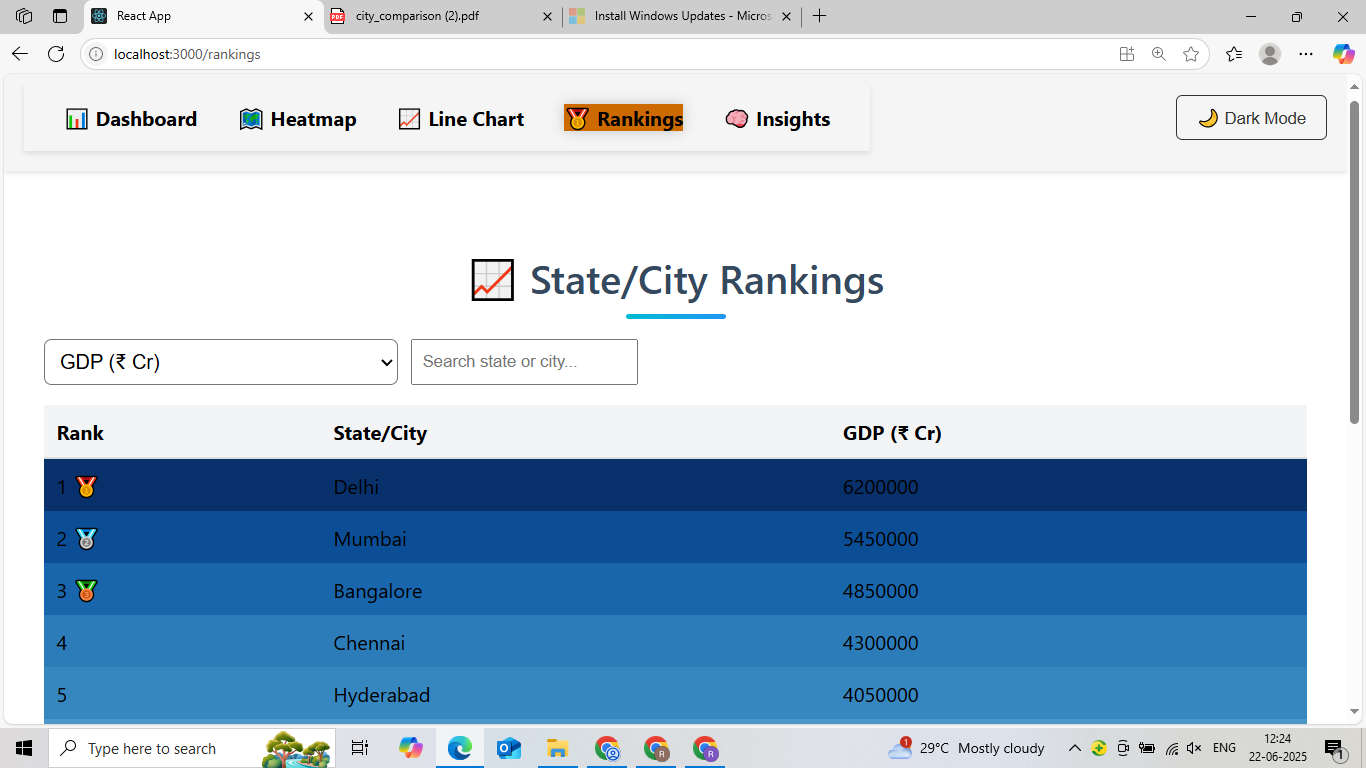 React App
city_comparison (2).pdf
Install Windows Updates - Micros
localhost:3000/rankings
Dashboard
Heatmap
Line Chart
Rankings
Insights
Dark Mode
State/City Rankings
GDP (₹ Cr)
Search state or city...
Rank State/City GDP (₹ Cr)
1 Delhi 6200000
2 Mumbai 5450000
3 Bangalore 4850000
4 Chennai 4300000
5 Hyderabad 4050000
Type here to search
1
29°C Mostly cloudy
ENG
12:24
22-06-2025
1